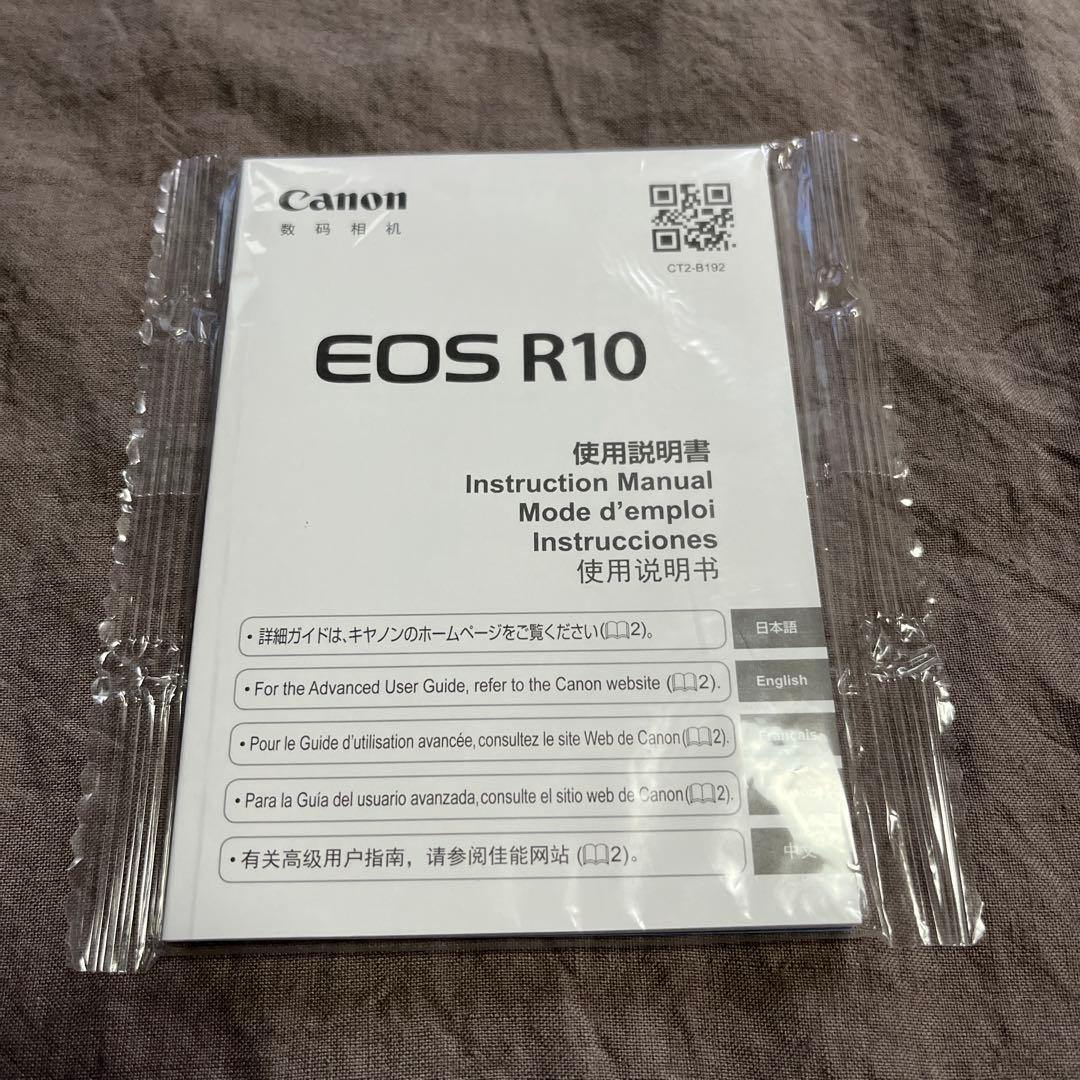 Canon
数码相机
CT2-B192
EOS R10
使用説明書
Instruction Manual
Mode d'emploi
Instrucciones
使用说明书
・詳細ガイドは、キヤノンのホームページをご覧ください(📖2)。
日本語
• For the Advanced User Guide, refer to the Canon website (📖2).
English
• Pour le Guide d'utilisation avancée, consultez le site Web de Canon(📖2).
Français
• Para la Guía del usuario avanzada, consulte el sitio web de Canon(📖2).
• 有关高级用户指南，请参阅佳能网站 (📖2)。
中文